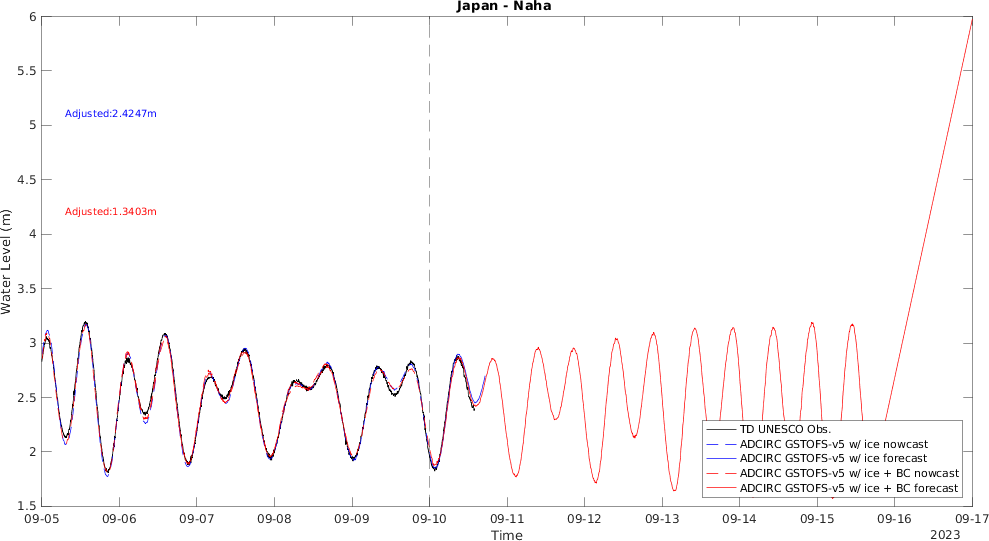 Japan - Naha
6
5.5
5
4.5
4
3.5
3
2.5
2
1.5
Water Level (m)
Adjusted:2.4247m
Adjusted:1.3403m
TD UNESCO Obs.
ADCIRC GSTOFS-v5 w/ ice nowcast
ADCIRC GSTOFS-v5 w/ ice forecast
ADCIRC GSTOFS-v5 w/ ice + BC nowcast
ADCIRC GSTOFS-v5 w/ ice + BC forecast
09-05 09-06 09-07 09-08 09-09 09-10 09-11 09-12 09-13 09-14 09-15 09-16 09-17
Time
2023